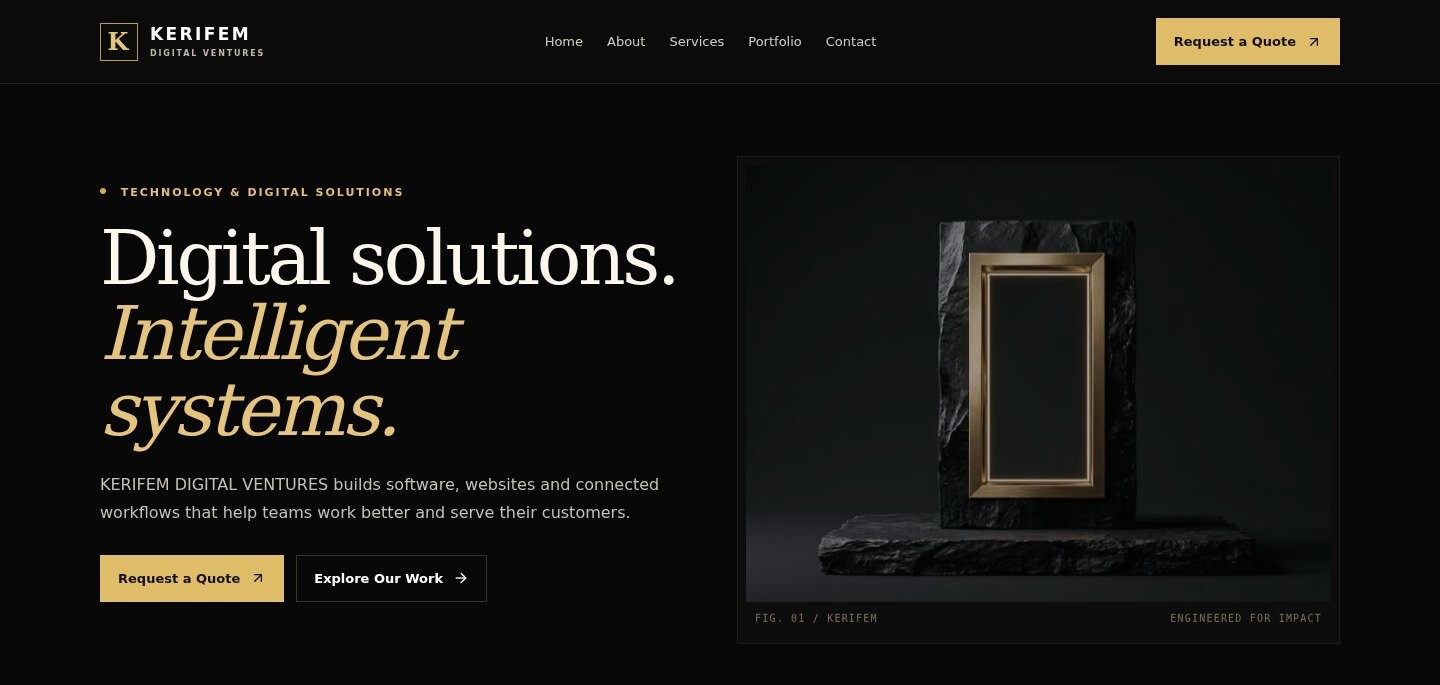 K
KERIFEM
DIGITAL VENTURES
Home About Services Portfolio Contact
Request a Quote
TECHNOLOGY & DIGITAL SOLUTIONS
Digital solutions.
Intelligent
systems.
KERIFEM DIGITAL VENTURES builds software, websites and connected
workflows that help teams work better and serve their customers.
Request a Quote
Explore Our Work
FIG. 01 / KERIFEM
ENGINEERED FOR IMPACT